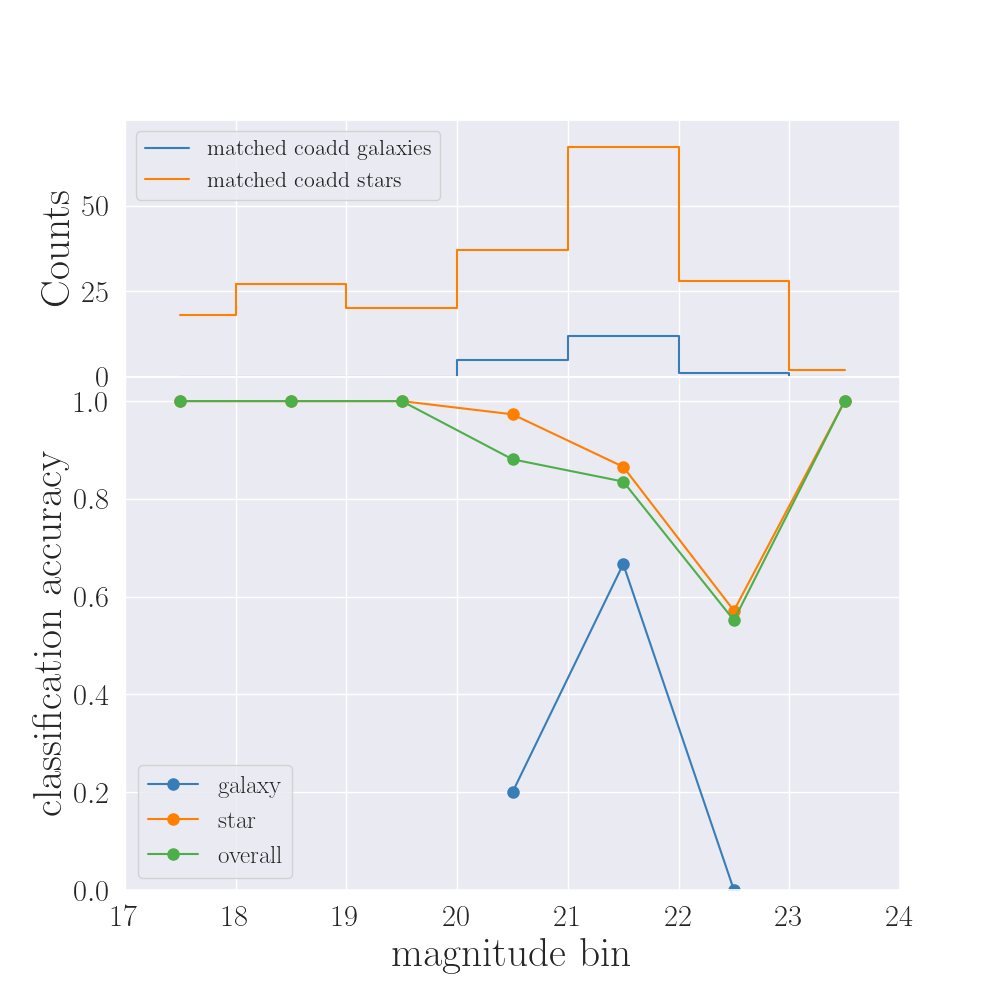 matched coadd galaxies
matched coadd stars
Counts
50
25
0
1.0
0.8
0.6
0.4
0.2
0.0
classification accuracy
galaxy
star
overall
17 18 19 20 21 22 23 24
magnitude bin